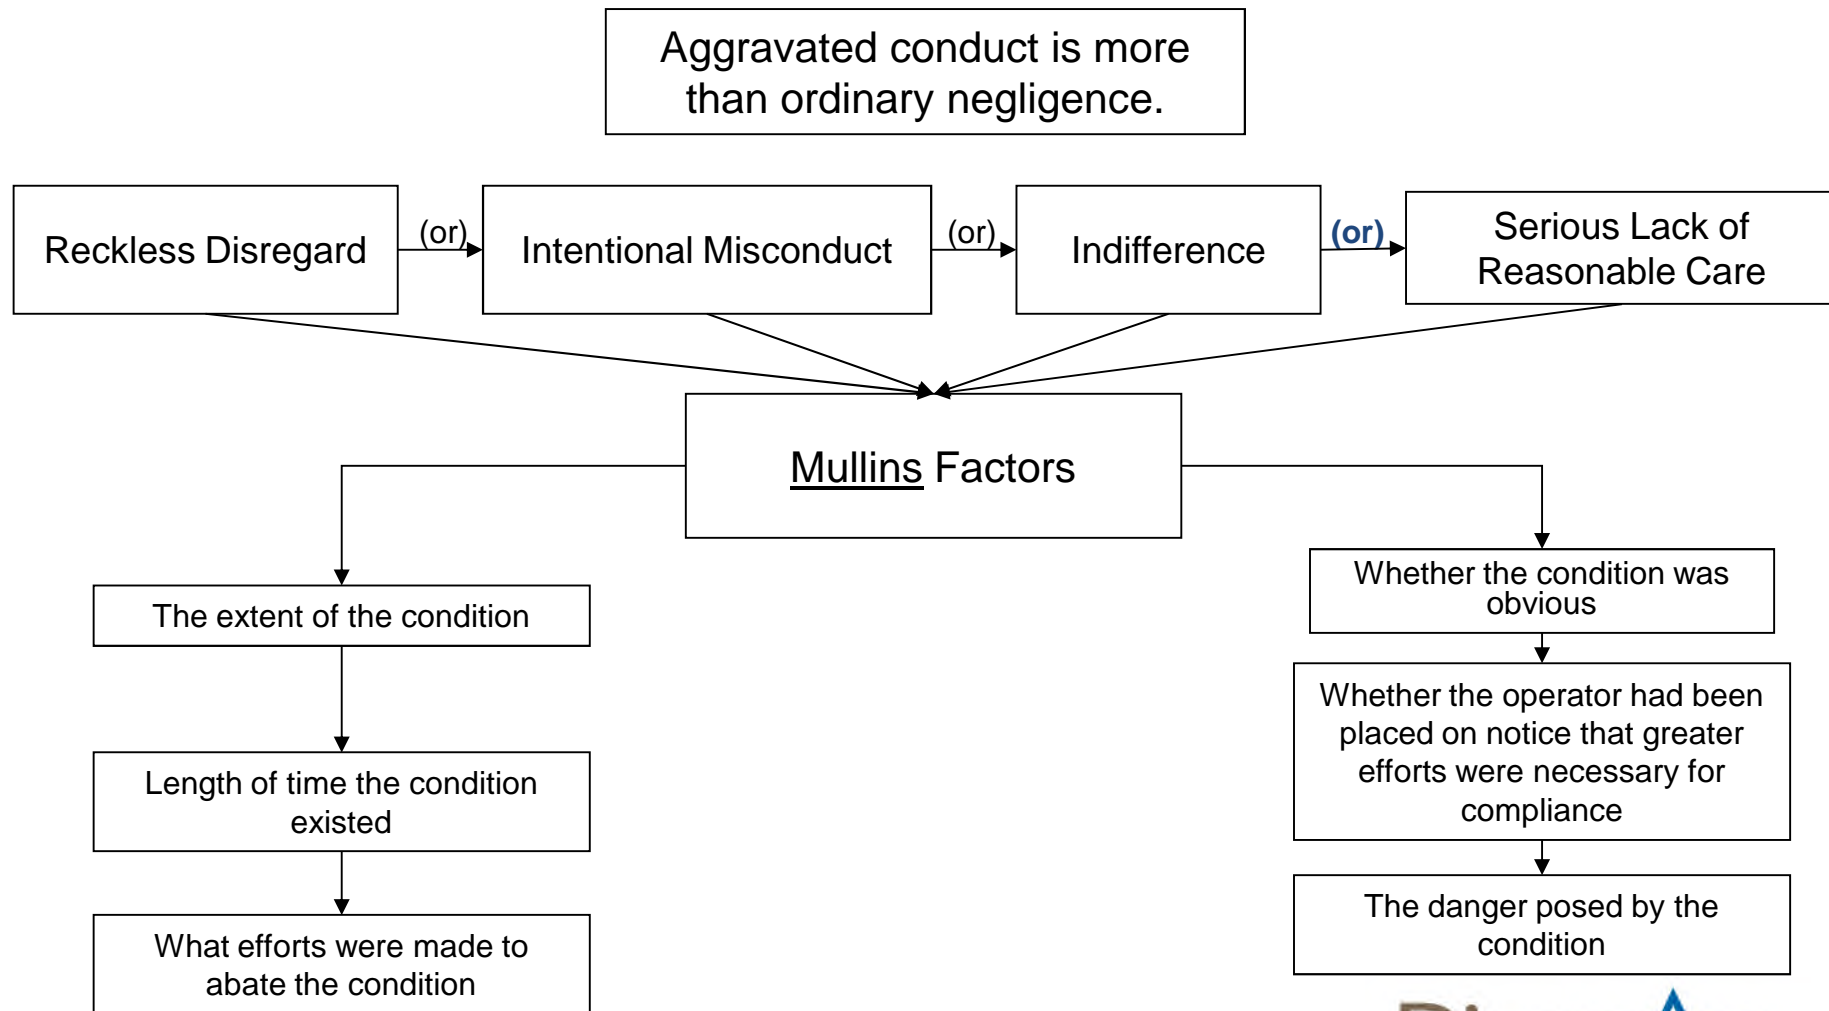 Aggravated conduct is more
than ordinary negligence.
Reckless Disregard
(or)
Intentional Misconduct
(or)
Indifference
(or)
Serious Lack of
Reasonable Care
Mullins Factors
The extent of the condition
Length of time the condition
existed
What efforts were made to
abate the condition
Whether the condition was
obvious
Whether the operator had been
placed on notice that greater
efforts were necessary for
compliance
The danger posed by the
condition